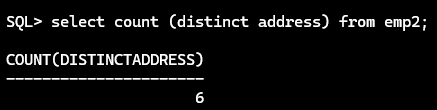 SQL> select count (distinct address) from emp2;
COUNT(DISTINCTADDRESS)
----------------------
6